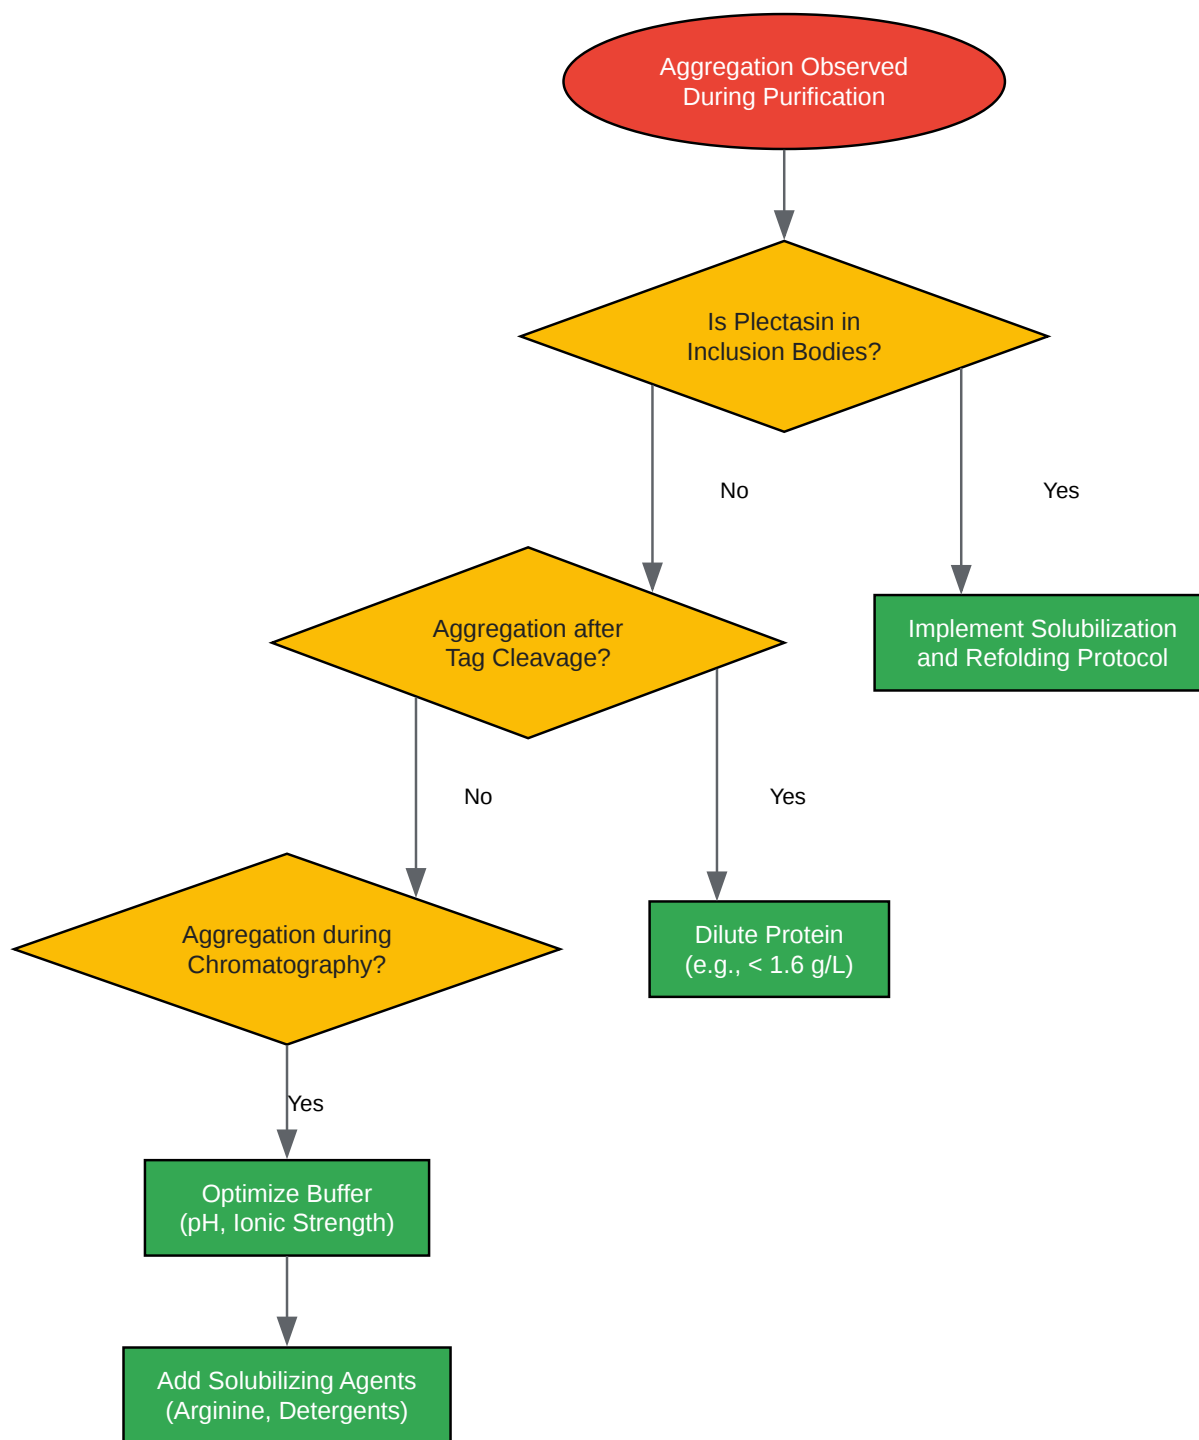 Aggregation Observed
During Purification
Is Plectasin in
Inclusion Bodies?
No
Yes
Aggregation after
Tag Cleavage?
Implement Solubilization
and Refolding Protocol
No
Yes
Aggregation during
Chromatography?
Dilute Protein
(e.g., < 1.6 g/L)
Yes
Optimize Buffer
(pH, Ionic Strength)
Add Solubilizing Agents
(Arginine, Detergents)